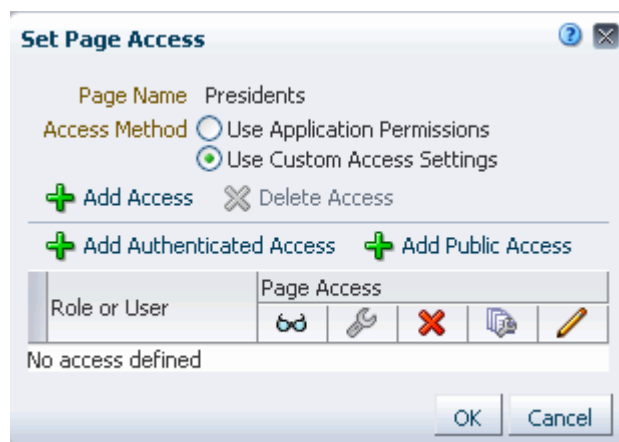 Set Page Access
Page Name Presidents
Access Method Use Application Permissions
Use Custom Access Settings
Add Access Delete Access
Add Authenticated Access Add Public Access
Role or User Page Access
No access defined
OK Cancel